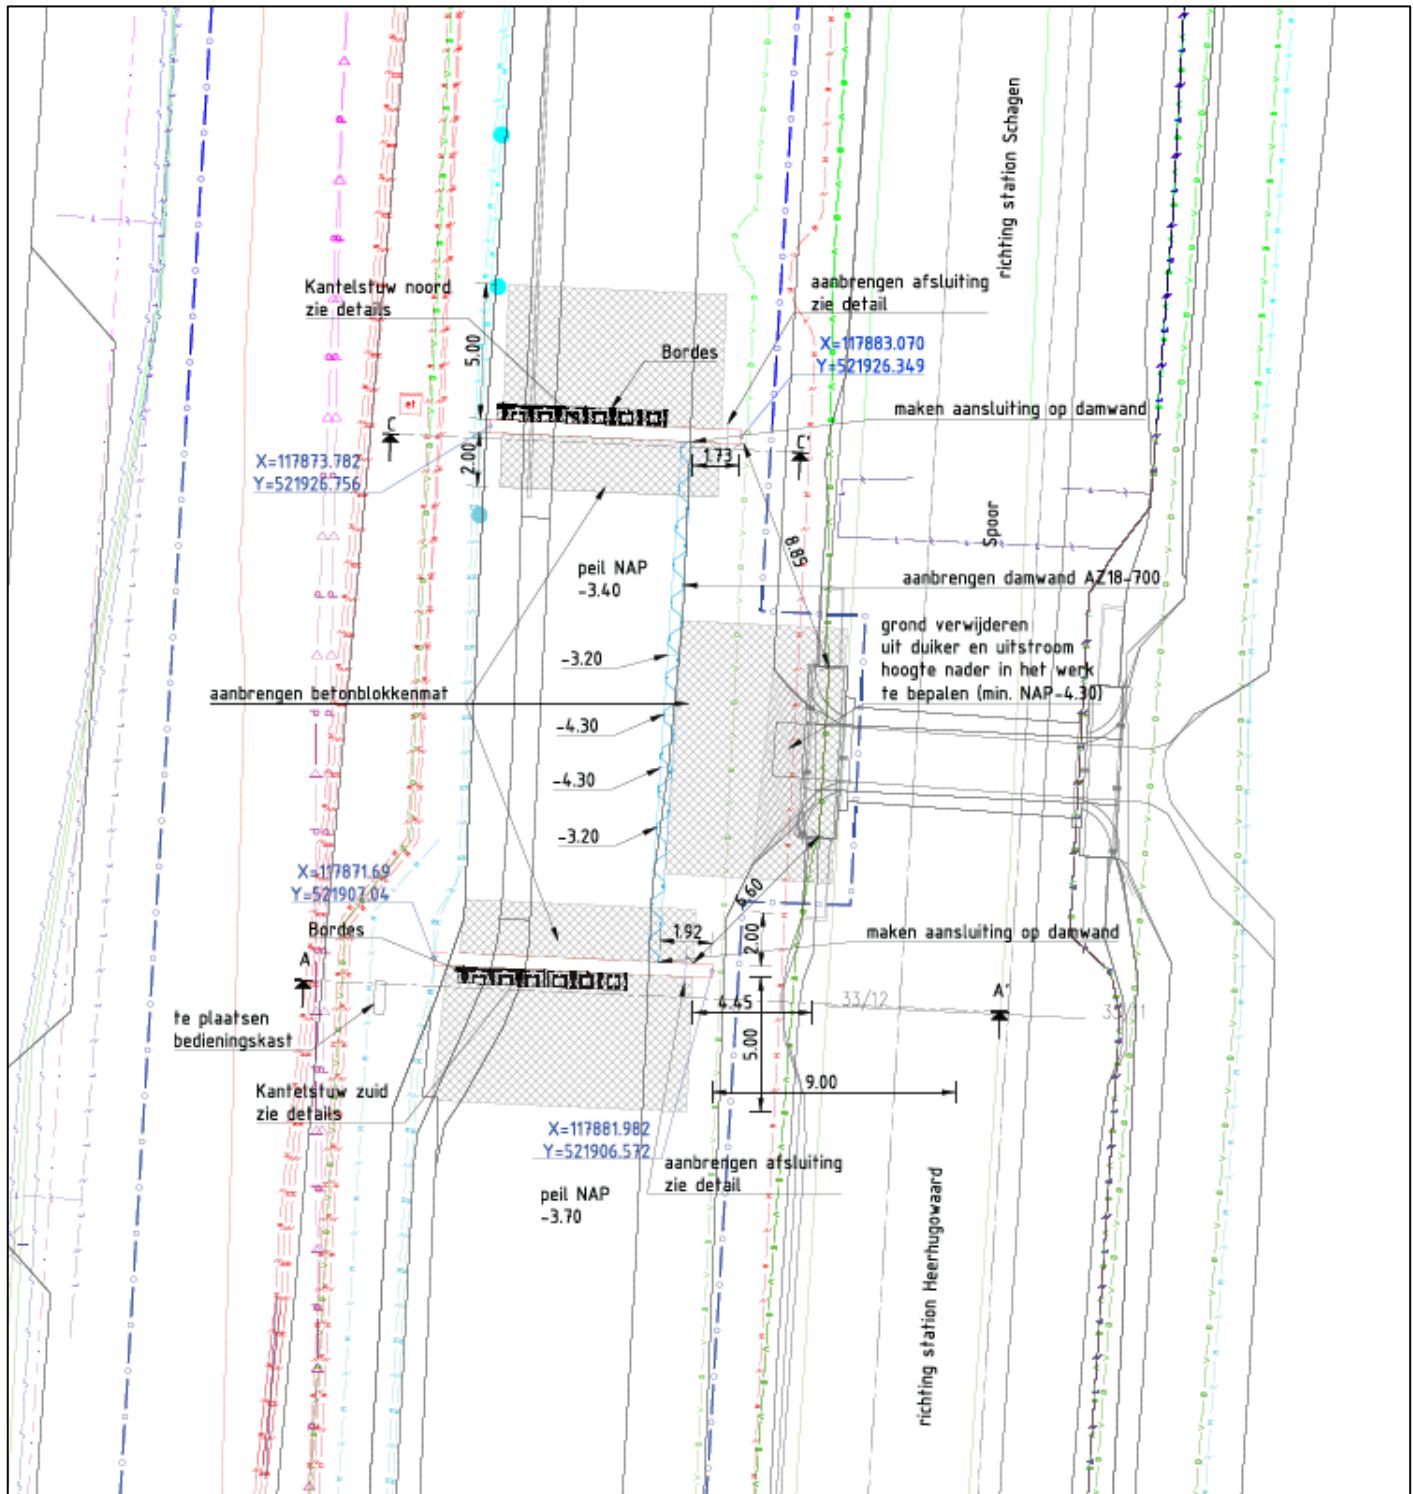 richting station Schagen
Kantelstuw noord
zie details
aanbrengen afsluiting
zie detail
5.00
X=117883.070
Y=521926.349
Bordes
et
maken aansluiting op damwand
C
C'
1.73
X=117873.782
Y=521926.756
2.00
Spoor
8.85
peil NAP
-3.40
aanbrengen damwand AZ18-700
grond verwijderen
uit duiker en uitstroom
hoogte nader in het werk
te bepalen (min. NAP-4.30)
-3.20
aanbrengen betonblokkenmat
-4.30
-4.30
-3.20
X=117871.69
Y=521907.04
6.60
Bordes
1.92
2.00
maken aansluiting op damwand
A
A'
33/12
4.45
te plaatsen
bedieningskast
5.00
9.00
Kantelstuw zuid
zie details
X=117881.982
Y=521906.572
aanbrengen afsluiting
zie detail
peil NAP
-3.70
richting station Heerhugowaard